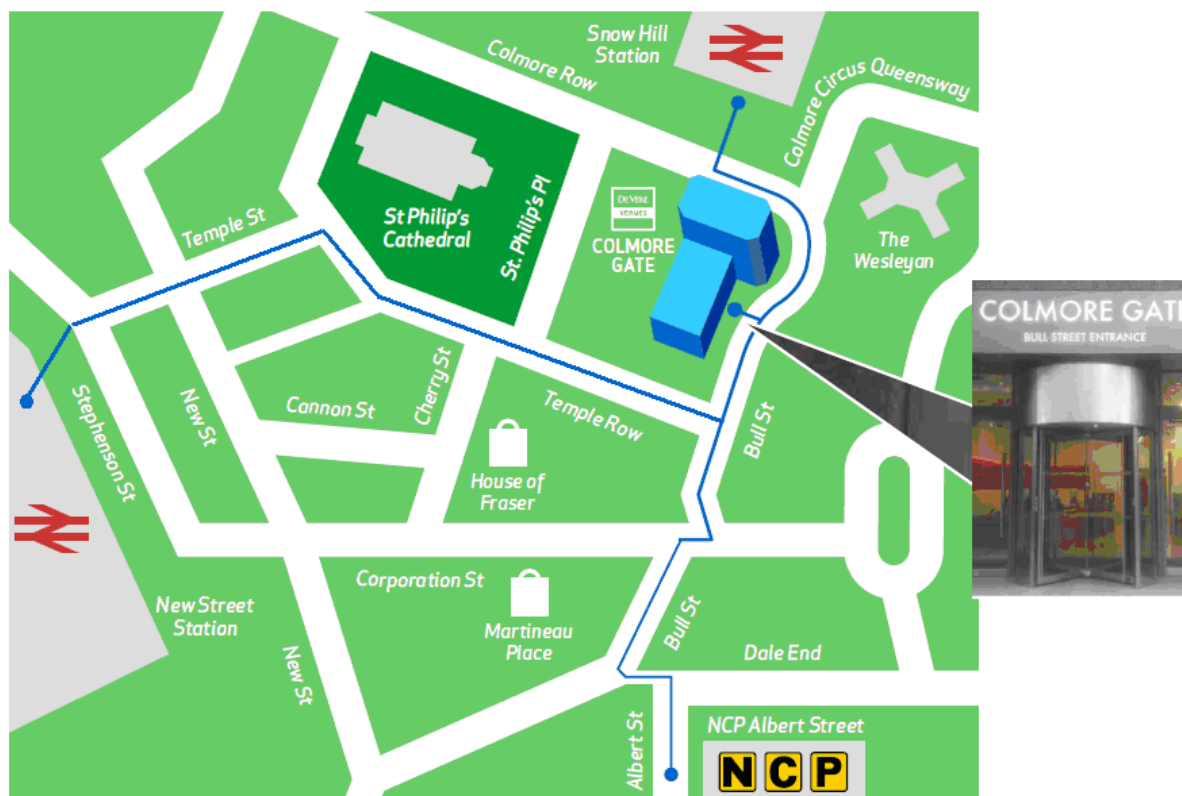 Snow Hill
Station
Colmore Row
Colmore Circus Queensway
St Philip's
Cathedral
St. Philip's Pl
DEVERE
VENUES
COLMORE
GATE
The
Wesleyan
Temple St
COLMORE GATE
BULL STREET ENTRANCE
Stephenson St
New St
Cannon St
Cherry St
Temple Row
Bull St
House of
Fraser
Corporation St
Martineau
Place
New Street
Station
New St
Bull St
Dale End
Albert St
NCP Albert Street
NCP